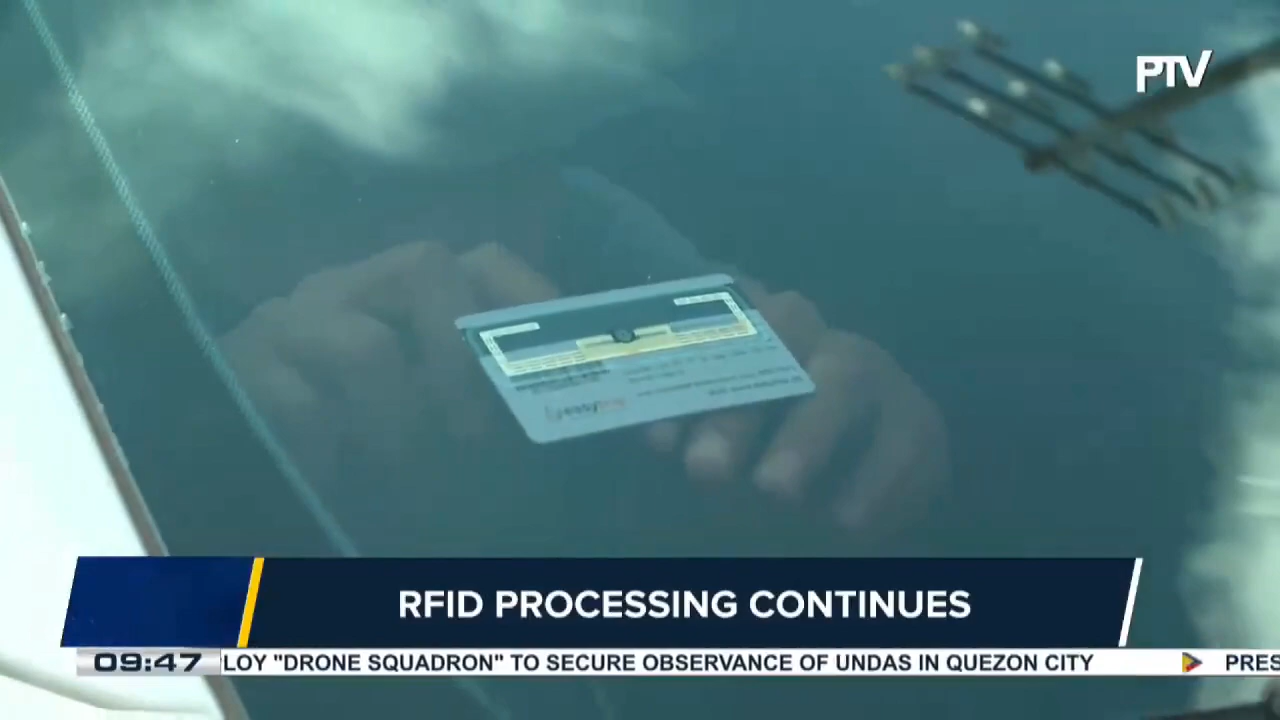 PTV
RFID PROCESSING CONTINUES
09:47
LOY "DRONE SQUADRON" TO SECURE OBSERVANCE OF UNDAS IN QUEZON CITY
PRES